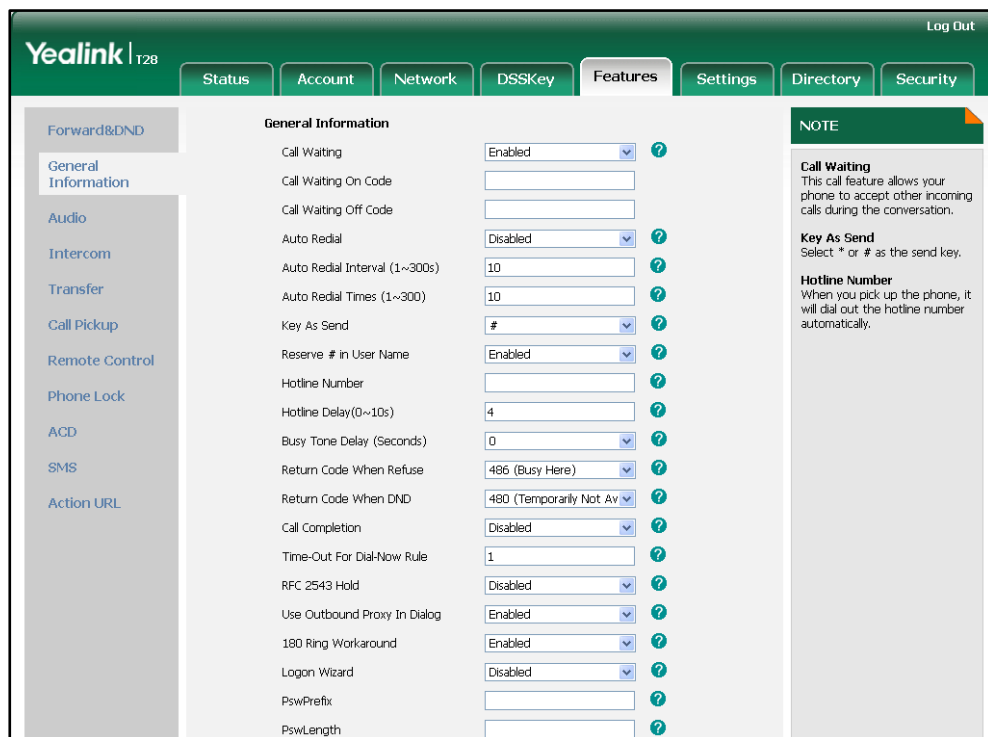 Log Out
Yealink | T28
Status Account Network DSSKey Features Settings Directory Security
Forward&DND
General Information
Audio
Intercom
Transfer
Call Pickup
Remote Control
Phone Lock
ACD
SMS
Action URL
General Information
Call Waiting Enabled ?
Call Waiting On Code
Call Waiting Off Code
Auto Redial Disabled ?
Auto Redial Interval (1~300s) 10 ?
Auto Redial Times (1~300) 10 ?
Key As Send # ?
Reserve # in User Name Enabled ?
Hotline Number ?
Hotline Delay(0~10s) 4 ?
Busy Tone Delay (Seconds) 0 ?
Return Code When Refuse 486 (Busy Here) ?
Return Code When DND 480 (Temporarily Not Av ?
Call Completion Disabled ?
Time-Out For Dial-Now Rule 1 ?
RFC 2543 Hold Disabled ?
Use Outbound Proxy In Dialog Enabled ?
180 Ring Workaround Enabled ?
Logon Wizard Disabled ?
PswPrefix ?
PswLength ?
NOTE
Call Waiting
This call feature allows your
phone to accept other incoming
calls during the conversation.
Key As Send
Select * or # as the send key.
Hotline Number
When you pick up the phone, it
will dial out the hotline number
automatically.